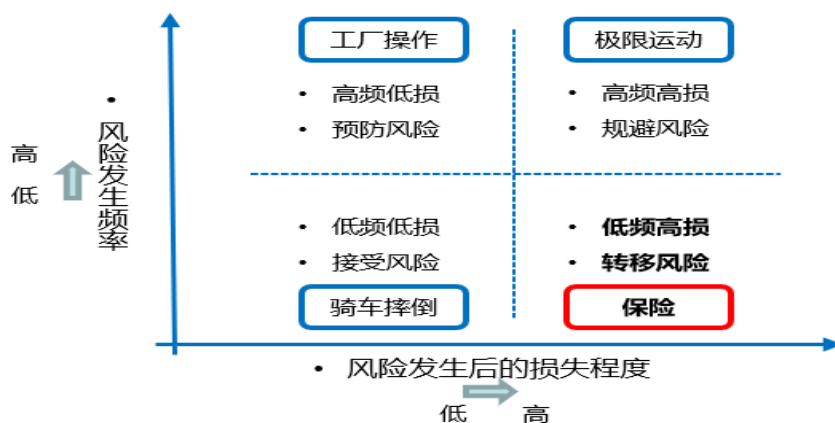 工厂操作
极限运动
• 高频低损
• 预防风险
• 高频高损
• 规避风险
• 风险发生频率
高
低
• 低频低损
• 接受风险
骑车摔倒
• 低频高损
• 转移风险
保险
• 风险发生后的损失程度
低
高